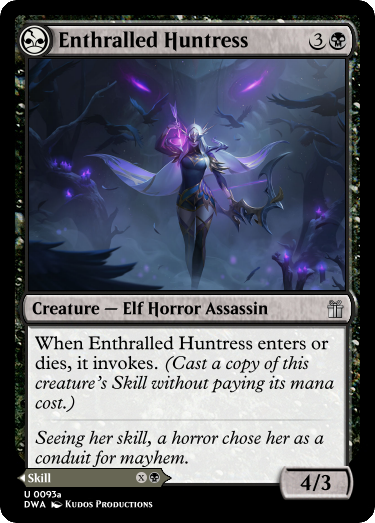 Enthralled Huntress 3
Creature — Elf Horror Assassin
When Enthralled Huntress enters or
dies, it invokes. (Cast a copy of this
creature's Skill without paying its mana
cost.)
Seeing her skill, a horror chose her as a
conduit for mayhem.
Skill X
4/3
U 0093a
DWA Kudos Productions